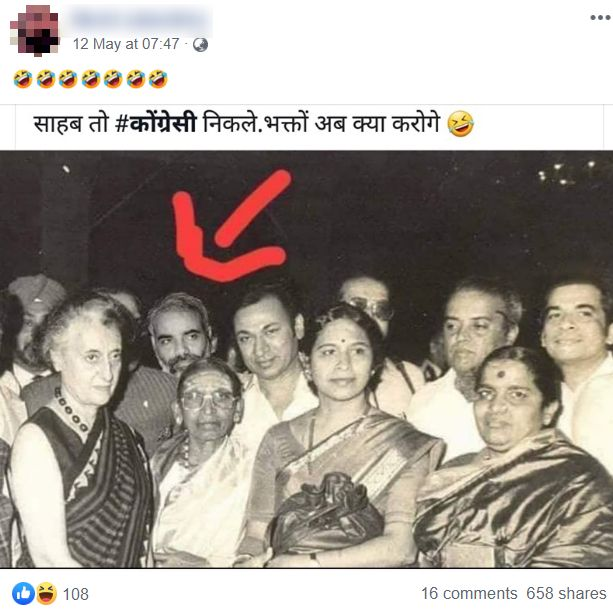 12 May at 07:47
साहब तो #कोंग्रेसी निकले.भक्तों अब क्या करोगे
108
16 comments 658 shares